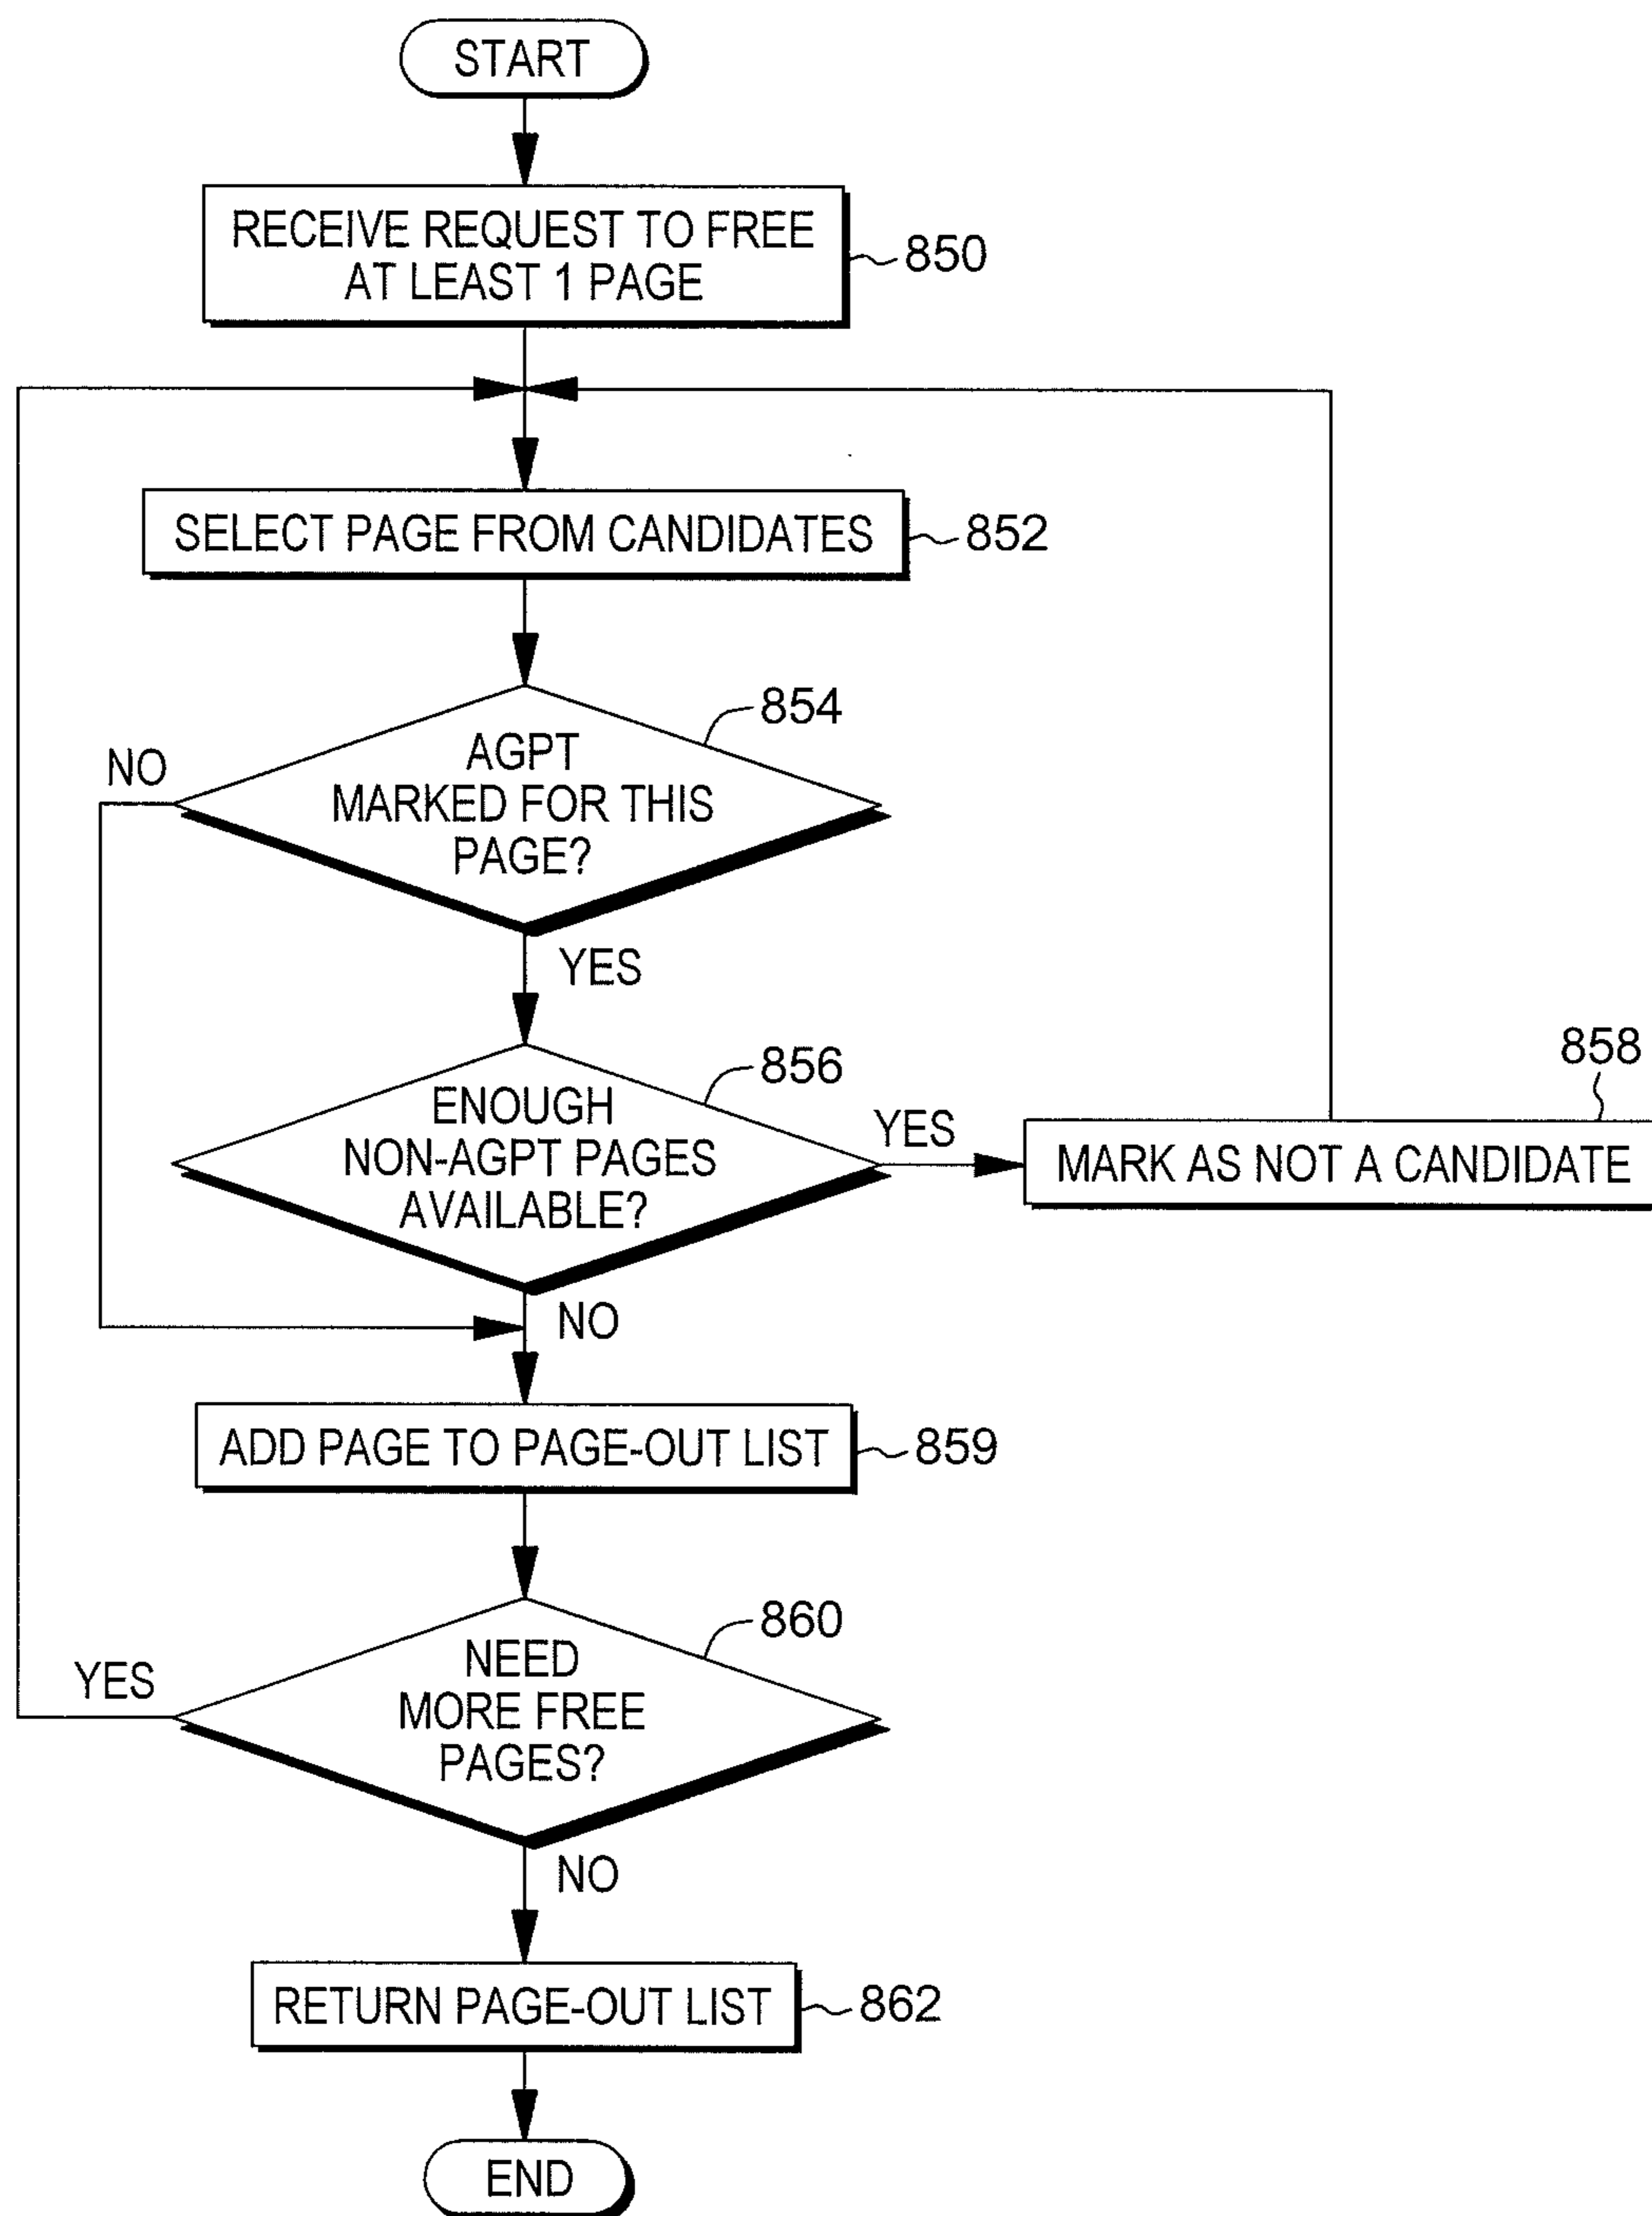 START
RECEIVE REQUEST TO FREE
AT LEAST 1 PAGE
850
SELECT PAGE FROM CANDIDATES
852
854
AGPT
MARKED FOR THIS
PAGE?
NO
YES
856
ENOUGH
NON-AGPT PAGES
AVAILABLE?
YES
858
MARK AS NOT A CANDIDATE
NO
ADD PAGE TO PAGE-OUT LIST
859
860
NEED
MORE FREE
PAGES?
YES
NO
RETURN PAGE-OUT LIST
862
END